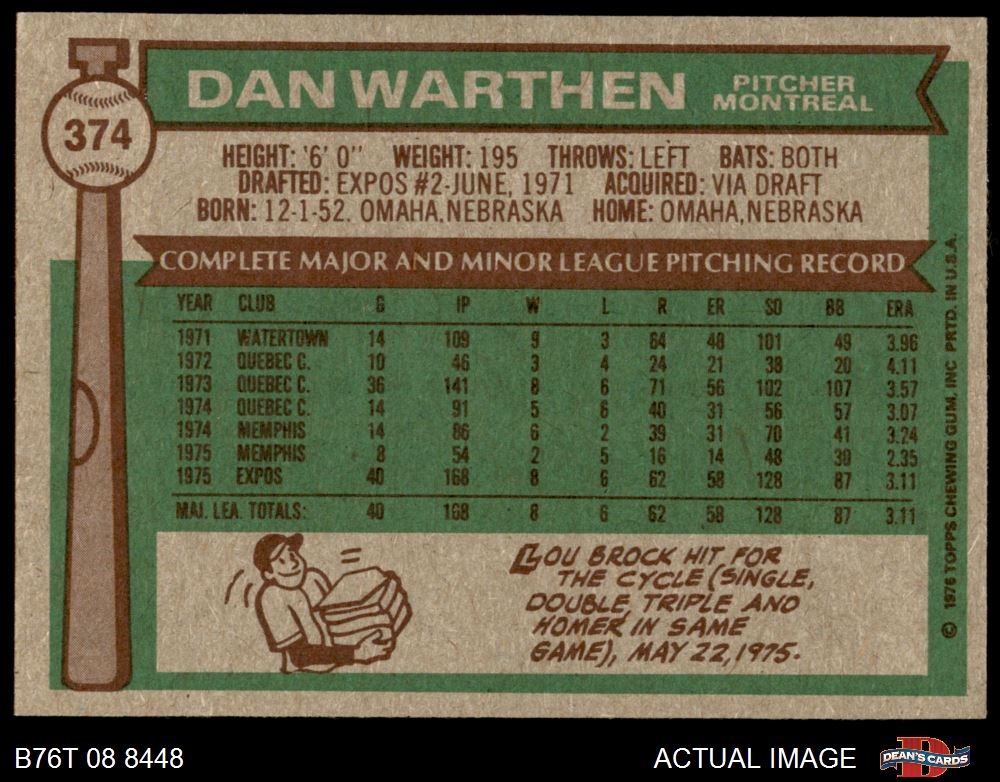 DAN WARTHEN
PITCHER
MONTREAL
374
HEIGHT: '6' 0" WEIGHT: 195 THROWS: LEFT BATS: BOTH
DRAFTED: EXPOS #2-JUNE, 1971 ACQUIRED: VIA DRAFT
BORN: 12-1-52. OMAHA, NEBRASKA HOME: OMAHA, NEBRASKA
COMPLETE MAJOR AND MINOR LEAGUE PITCHING RECORD
YEAR CLUB G IP W L R ER SO BB ERA
1971 WATERTOWN 14 109 9 3 64 48 101 49 3.96
1972 QUEBEC C. 10 46 3 4 24 21 38 20 4.11
1973 QUEBEC C. 36 141 8 6 71 56 102 107 3.57
1974 QUEBEC C. 14 91 5 6 40 31 56 57 3.07
1974 MEMPHIS 14 86 6 2 39 31 70 41 3.24
1975 MEMPHIS 8 54 2 5 16 14 48 30 2.35
1975 EXPOS 40 168 8 6 62 58 128 87 3.11
MAJ. LEA. TOTALS: 40 168 8 6 62 58 128 87 3.11
LOU BROCK HIT FOR
THE CYCLE (SINGLE,
DOUBLE, TRIPLE AND
HOMER IN SAME
GAME), MAY 22, 1975.
© 1976 TOPPS CHEWING GUM, INC PRTD. IN U.S.A.
B76T 08 8448
ACTUAL IMAGE
DEAN'S CARDS